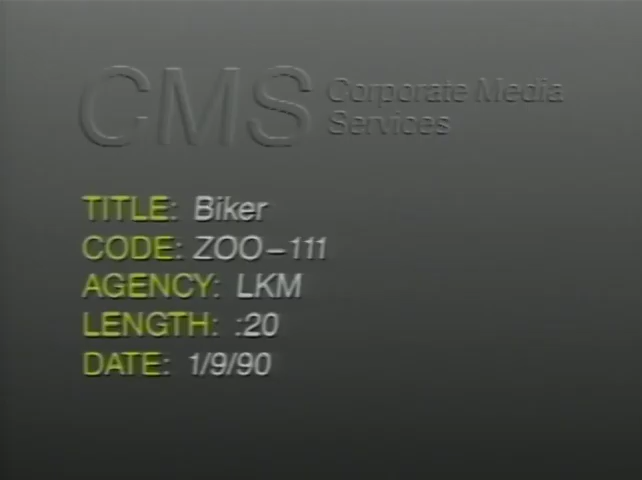 CMS Corporate Media
Services
TITLE: Biker
CODE: ZOO-111
AGENCY: LKM
LENGTH: :20
DATE: 1/9/90